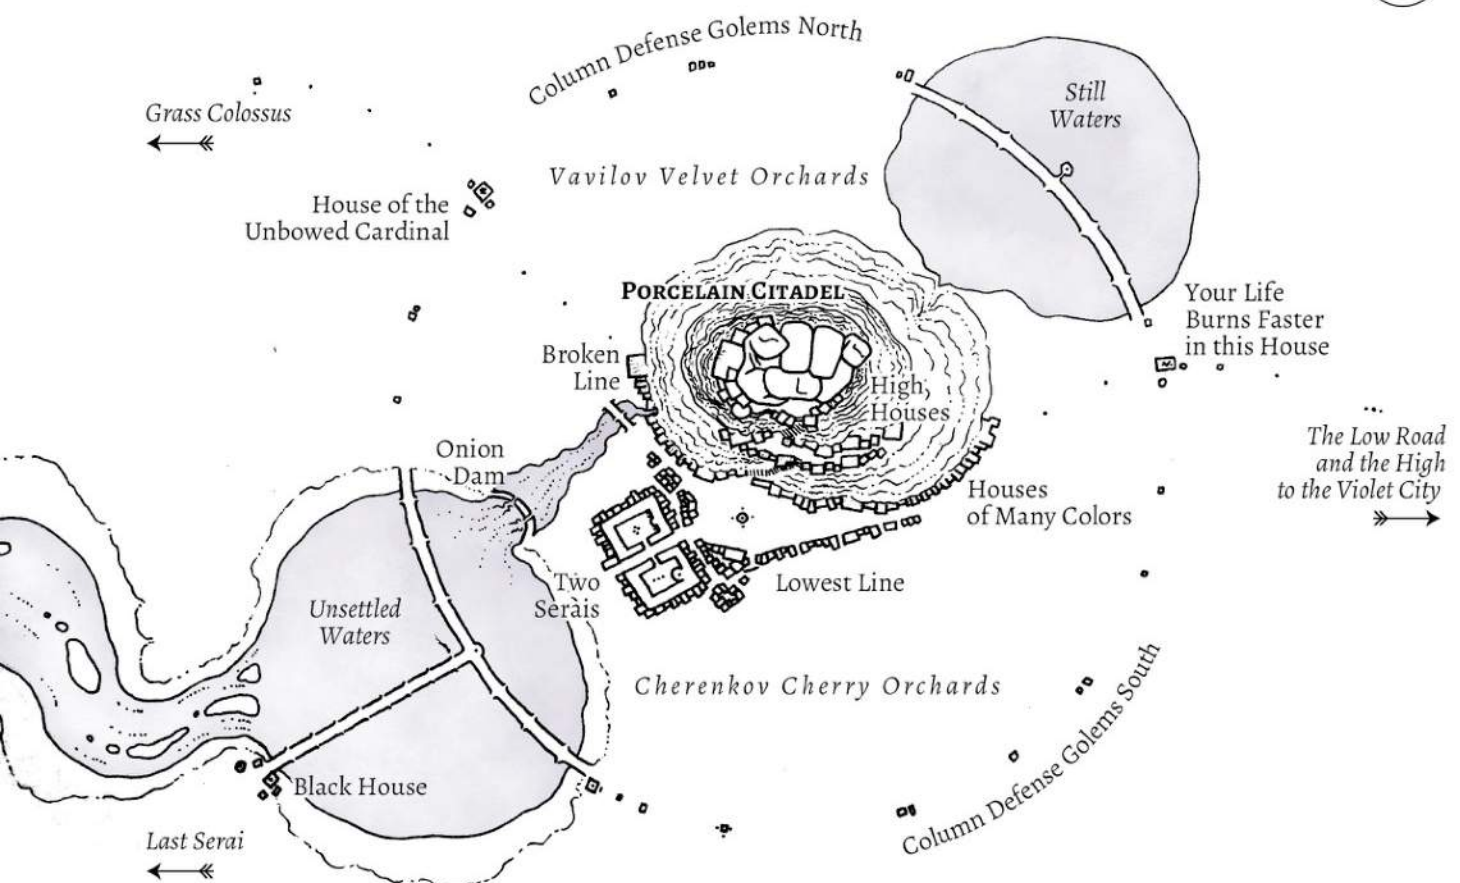 Column Defense Golems North
Still
Waters
Grass Colossus
Vavilov Velvet Orchards
House of the
Unbowed Cardinal
PORCELAIN CITADEL
Your Life
Burns Faster
in this House
Broken
Line
High
Houses
Onion
Dam
The Low Road
and the High
to the Violet City
Houses
of Many Colors
Two
Serais
Lowest Line
Unsettled
Waters
Cherenkov Cherry Orchards
Column Defense Golems South
Black House
Last Serai